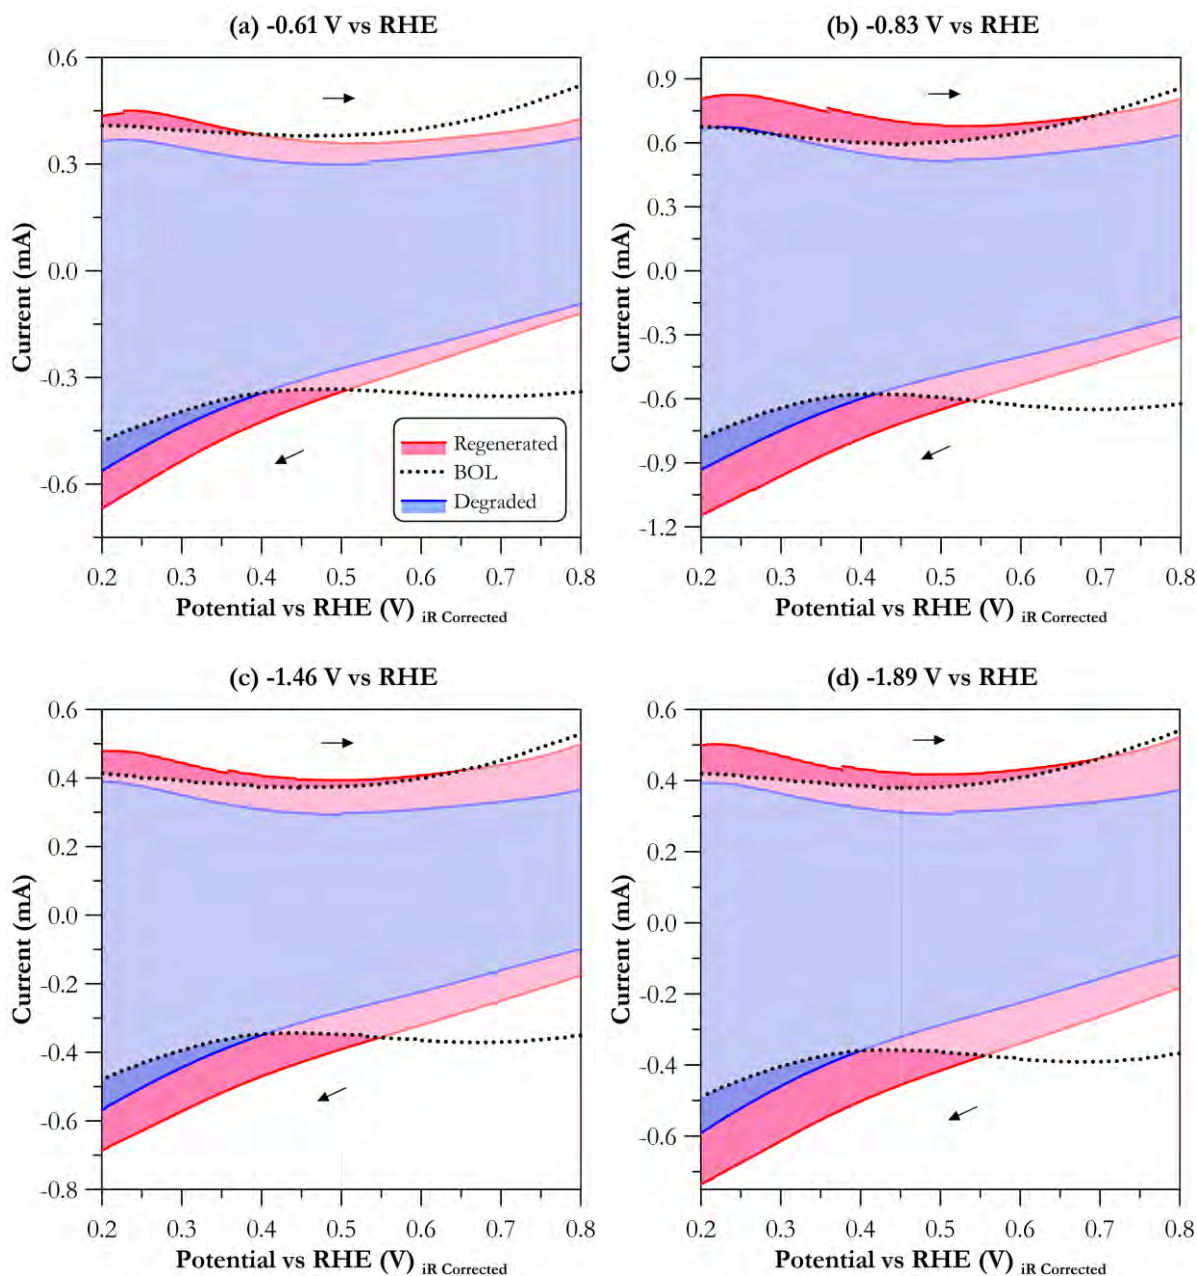 (a) -0.61 V vs RHE
0.6
0.3
0.0
-0.3
-0.6
Current (mA)
Regenerated
BOL
Degraded
0.2 0.3 0.4 0.5 0.6 0.7 0.8
Potential vs RHE (V) iR Corrected
(b) -0.83 V vs RHE
0.9
0.6
0.3
0.0
-0.3
-0.6
-0.9
-1.2
Current (mA)
0.2 0.3 0.4 0.5 0.6 0.7 0.8
Potential vs RHE (V) iR Corrected
(c) -1.46 V vs RHE
0.6
0.4
0.2
0.0
-0.2
-0.4
-0.6
-0.8
Current (mA)
0.2 0.3 0.4 0.5 0.6 0.7 0.8
Potential vs RHE (V) iR Corrected
(d) -1.89 V vs RHE
0.6
0.4
0.2
0.0
-0.2
-0.4
-0.6
Current (mA)
0.2 0.3 0.4 0.5 0.6 0.7 0.8
Potential vs RHE (V) iR Corrected